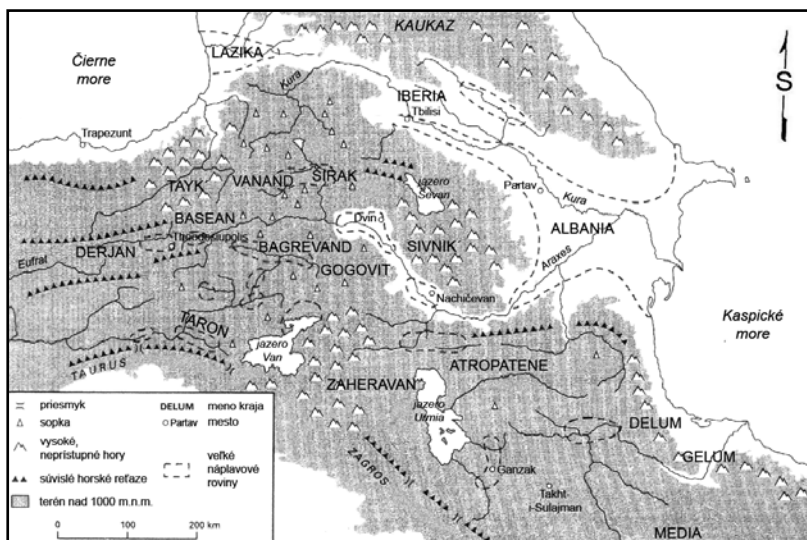 KAUKAZ
Čierne
more
LAZIKA
S
Kura
IBERIA
Tbilisi
Trapezunt
TAYK
VANAND
ŠIRAK
jazero
Sevan
Partav
Kura
BASEAN
Dvin
ALBANIA
Theodosiupolis
DERJAN
BAGREVAND
SIVNIK
Eufrat
GOGOVIT
Araxes
Nachičevan
Kaspické
more
TARON
jazero
Van
TAURUS
ATROPATENE
ZAHERAVAN
jazero
Urmia
DELUM
GELUM
ZAGROS
Ganzak
Takht-
i-Sulajman
MEDIA
priesmyk
DELUM meno kraja
sopka
Partav mesto
vysoké,
neprístupné hory
veľké
náplavové
roviny
súvislé horské reťaze
terén nad 1000 m.n.m.
0 100 200 km